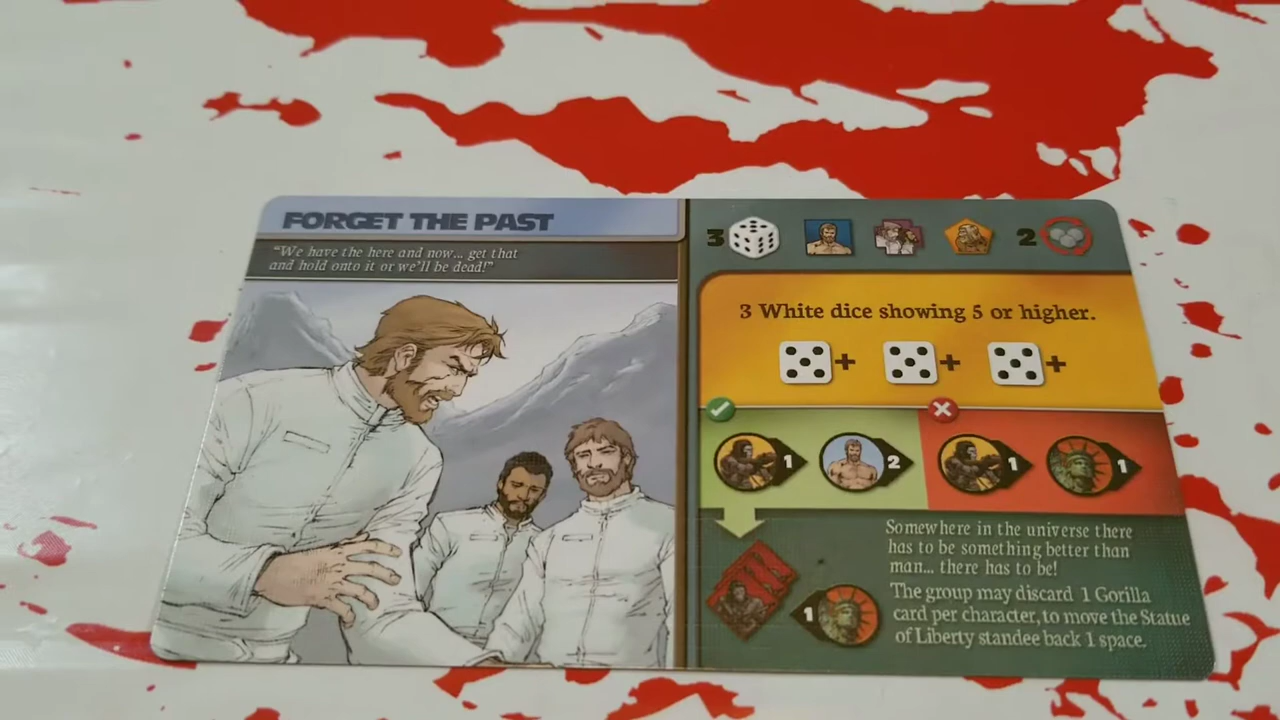 FORGET THE PAST
"We have the here and now... get that
and hold onto it or we'll be dead!"
3
2
3 White dice showing 5 or higher.
+ + +
1 2 1 1
Somewhere in the universe there
has to be something better than
man... there has to be!
1
The group may discard 1 Gorilla
card per character, to move the Statue
of Liberty standee back 1 space.